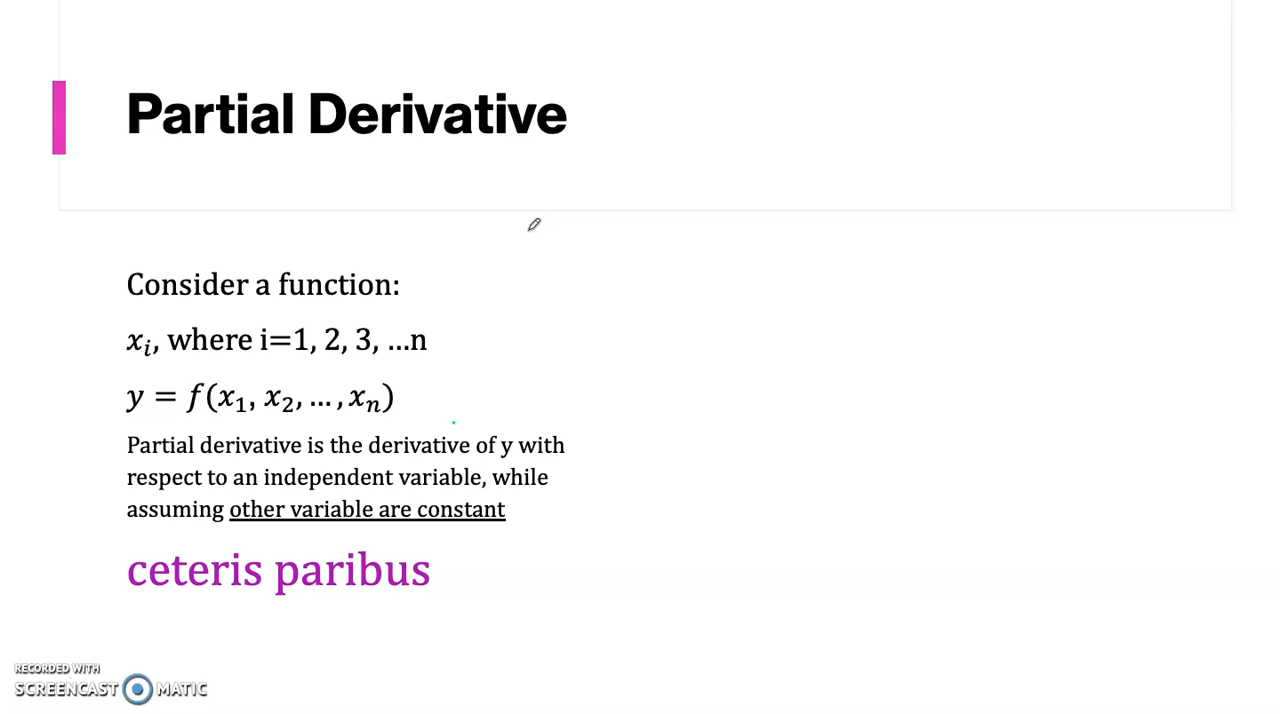 Partial Derivative
Consider a function:
xᵢ, where i=1, 2, 3, …n
y = f(x₁, x₂, … , xₙ)
Partial derivative is the derivative of y with
respect to an independent variable, while
assuming other variable are constant
ceteris paribus
RECORDED WITH
SCREENCAST MATIC